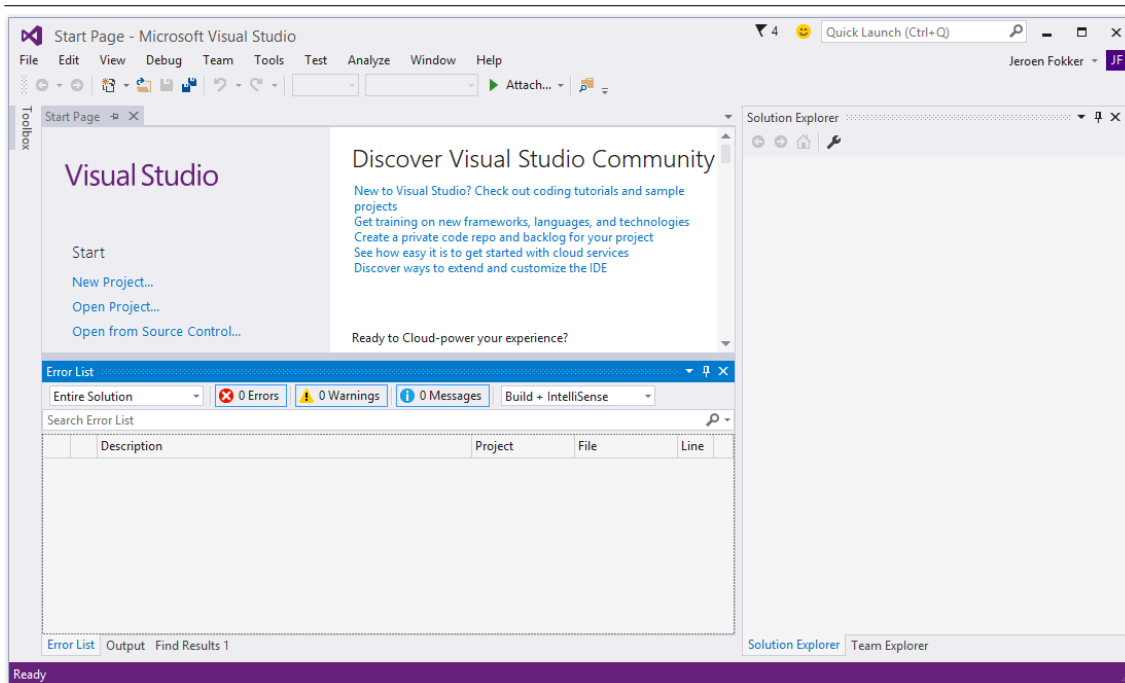 Start Page - Microsoft Visual Studio
4
Quick Launch (Ctrl+Q)
File Edit View Debug Team Tools Test Analyze Window Help
Jeroen Fokker
JF
Attach...
Toolbox
Start Page
Visual Studio
Start
New Project...
Open Project...
Open from Source Control...
Discover Visual Studio Community
New to Visual Studio? Check out coding tutorials and sample
projects
Get training on new frameworks, languages, and technologies
Create a private code repo and backlog for your project
See how easy it is to get started with cloud services
Discover ways to extend and customize the IDE
Ready to Cloud-power your experience?
Solution Explorer
Error List
Entire Solution
0 Errors
0 Warnings
0 Messages
Build + IntelliSense
Search Error List
Description Project File Line
Error List Output Find Results 1
Solution Explorer Team Explorer
Ready